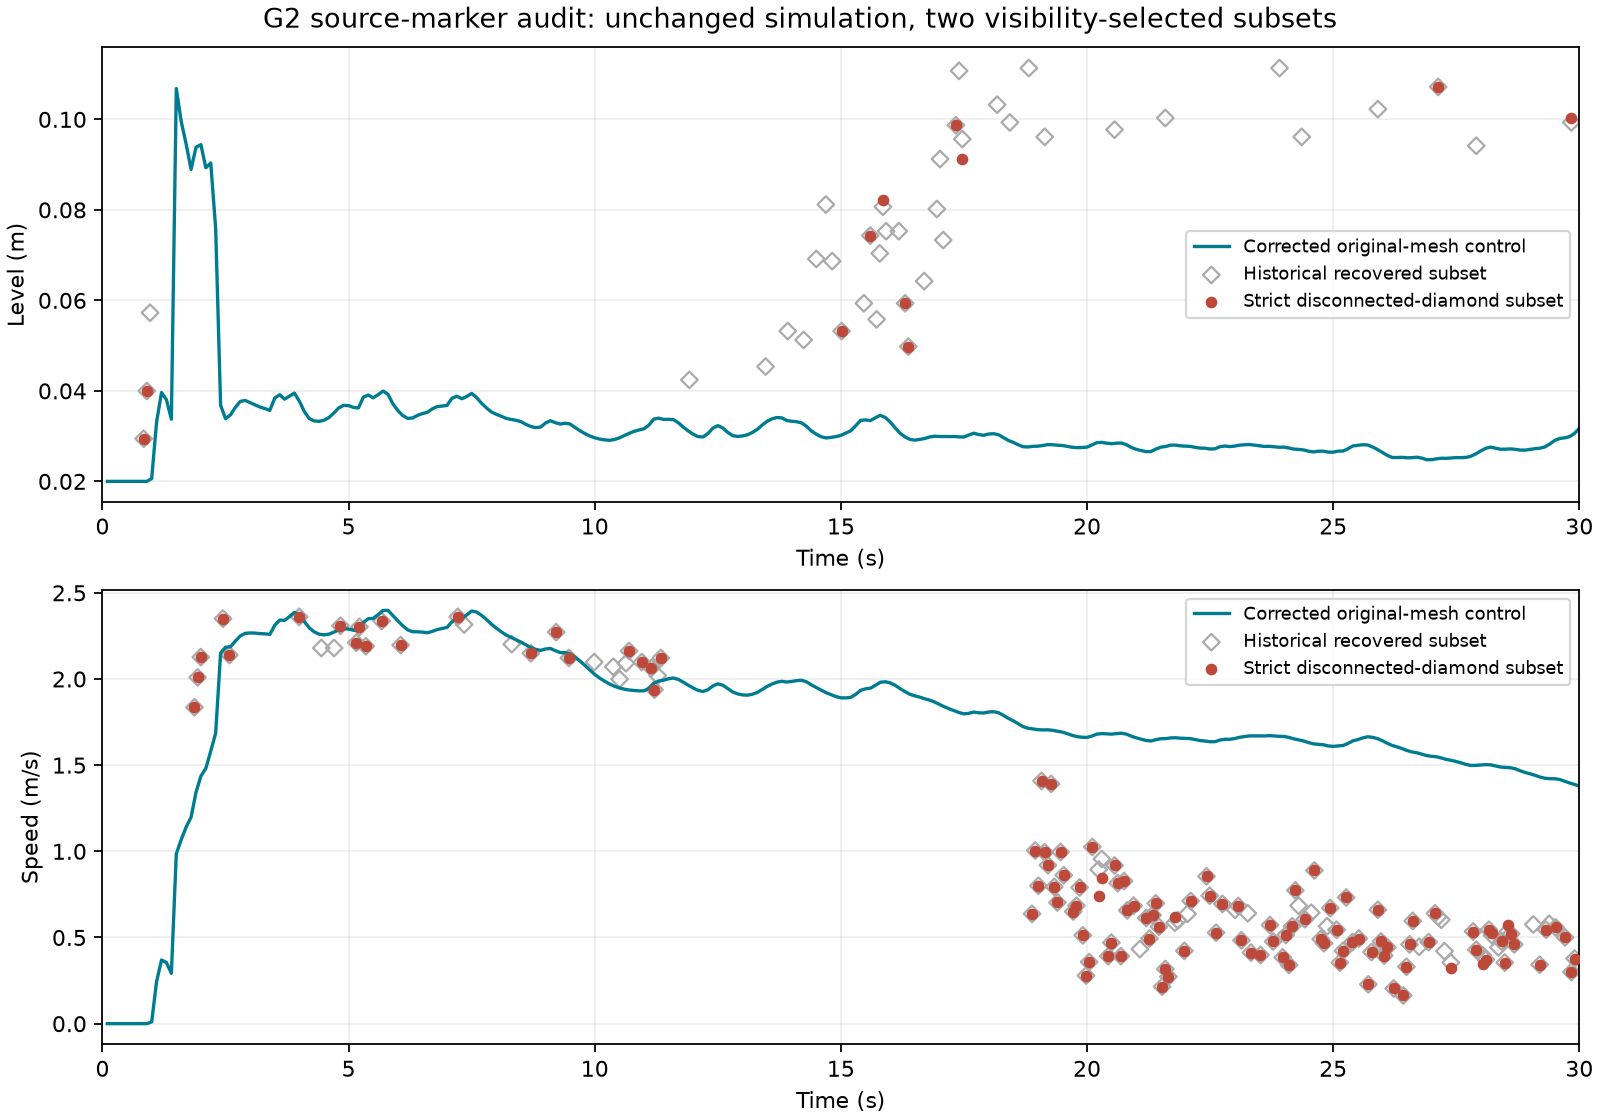 G2 source-marker audit: unchanged simulation, two visibility-selected subsets
Level (m)
0.10
0.08
0.06
0.04
0.02
Corrected original-mesh control
Historical recovered subset
Strict disconnected-diamond subset
0 5 10 15 20 25 30
Time (s)
Speed (m/s)
2.5
2.0
1.5
1.0
0.5
0.0
Corrected original-mesh control
Historical recovered subset
Strict disconnected-diamond subset
0 5 10 15 20 25 30
Time (s)